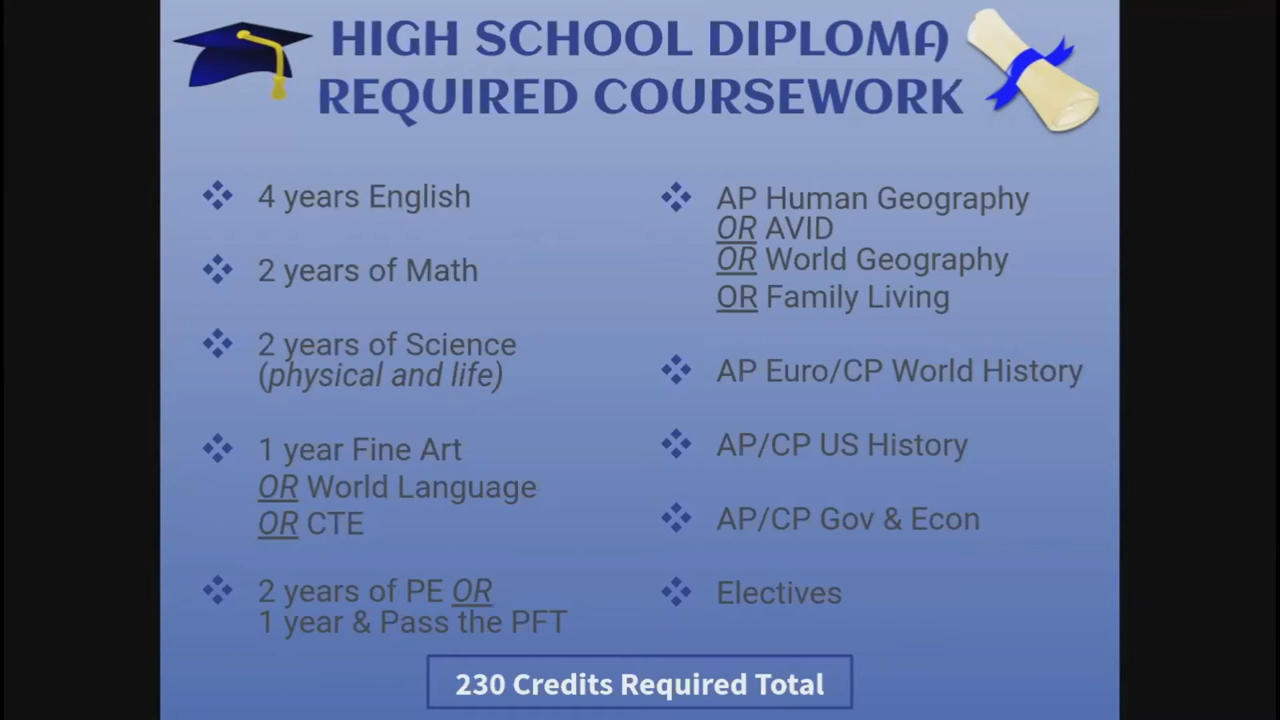 HIGH SCHOOL DIPLOMA
REQUIRED COURSEWORK
4 years English
2 years of Math
2 years of Science
(physical and life)
1 year Fine Art
OR World Language
OR CTE
2 years of PE OR
1 year & Pass the PFT
AP Human Geography
OR AVID
OR World Geography
OR Family Living
AP Euro/CP World History
AP/CP US History
AP/CP Gov & Econ
Electives
230 Credits Required Total